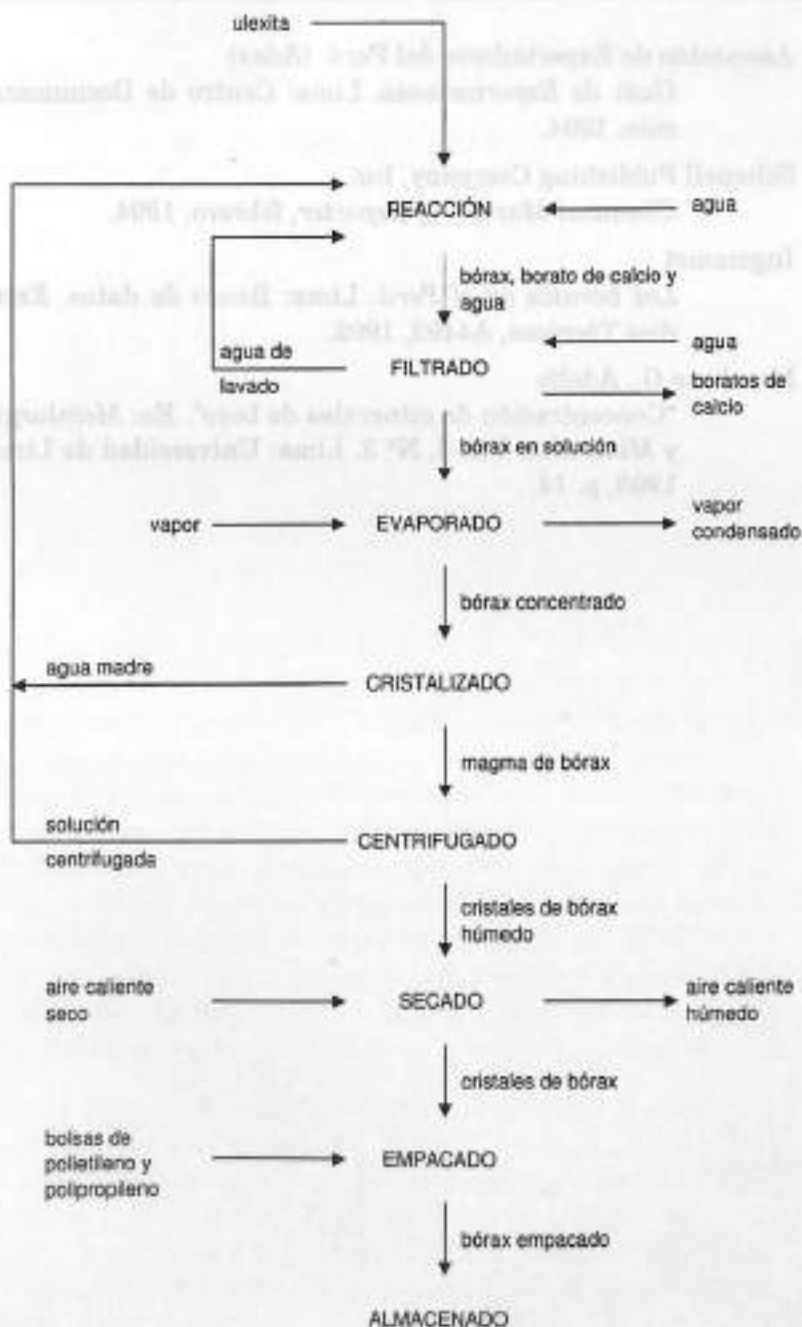 ulexita
REACCIÓN
agua
bórax, borato de calcio y
agua
agua de
lavado
FILTRADO
agua
boratos de
calcio
bórax en solución
vapor
EVAPORADO
vapor
condensado
bórax concentrado
agua madre
CRISTALIZADO
magma de bórax
solución
centrifugada
CENTRIFUGADO
cristales de bórax
húmedo
aire caliente
seco
SECADO
aire caliente
húmedo
cristales de bórax
bolsas de
polietileno y
polipropileno
EMPACADO
bórax empacado
ALMACENADO